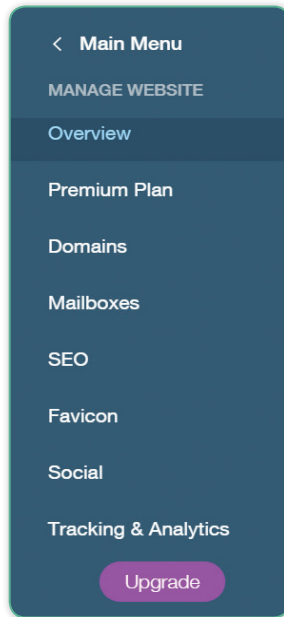 < Main Menu
MANAGE WEBSITE
Overview
Premium Plan
Domains
Mailboxes
SEO
Favicon
Social
Tracking & Analytics
Upgrade